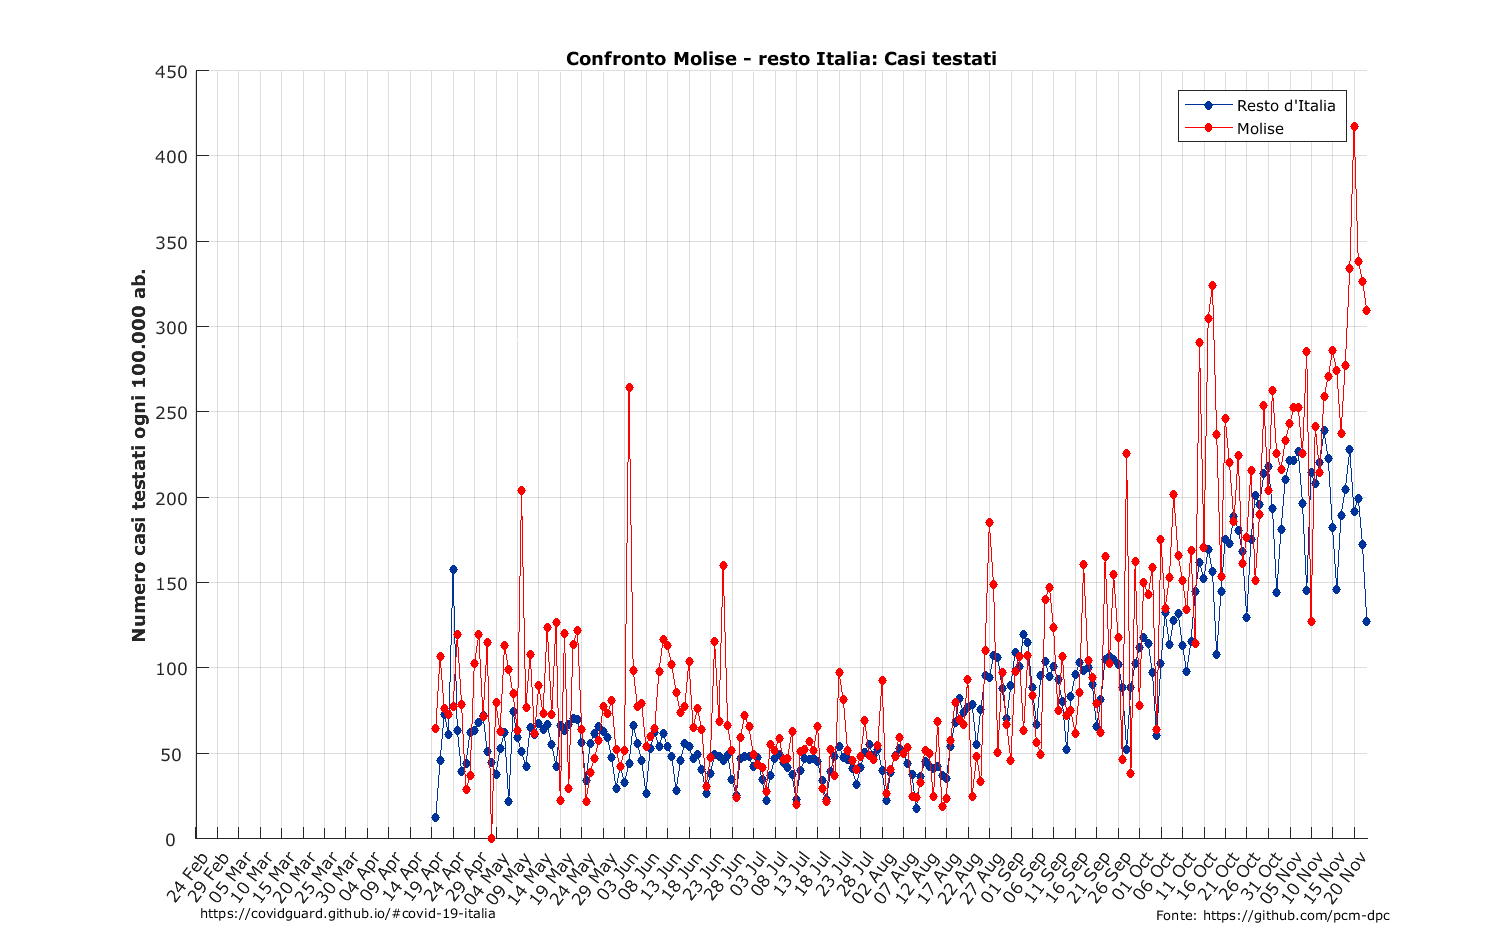 Confronto Molise - resto Italia: Casi testati
Resto d'Italia
Molise
Numero casi testati ogni 100.000 ab.
450
400
350
300
250
200
150
100
50
0
24 Feb
29 Feb
05 Mar
10 Mar
15 Mar
20 Mar
25 Mar
30 Mar
04 Apr
09 Apr
14 Apr
19 Apr
24 Apr
29 Apr
04 May
09 May
14 May
19 May
24 May
29 May
03 Jun
08 Jun
13 Jun
18 Jun
23 Jun
28 Jun
03 Jul
08 Jul
13 Jul
18 Jul
23 Jul
28 Jul
02 Aug
07 Aug
12 Aug
17 Aug
22 Aug
27 Aug
01 Sep
06 Sep
11 Sep
16 Sep
21 Sep
26 Sep
01 Oct
06 Oct
11 Oct
16 Oct
21 Oct
26 Oct
31 Oct
05 Nov
10 Nov
15 Nov
20 Nov
https://covidguard.github.io/#covid-19-italia
Fonte: https://github.com/pcm-dpc